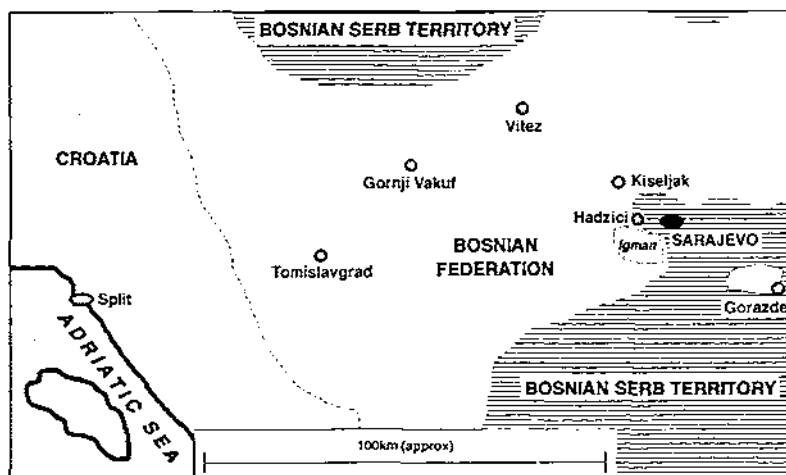 BOSNIAN SERB TERRITORY
Vitez
CROATIA
Gornji Vakuf
Kiseljak
Hadzici
Igman
SARAJEVO
BOSNIAN
FEDERATION
Tomislavgrad
Split
Gorazde
ADRIATIC SEA
BOSNIAN SERB TERRITORY
100km (approx)